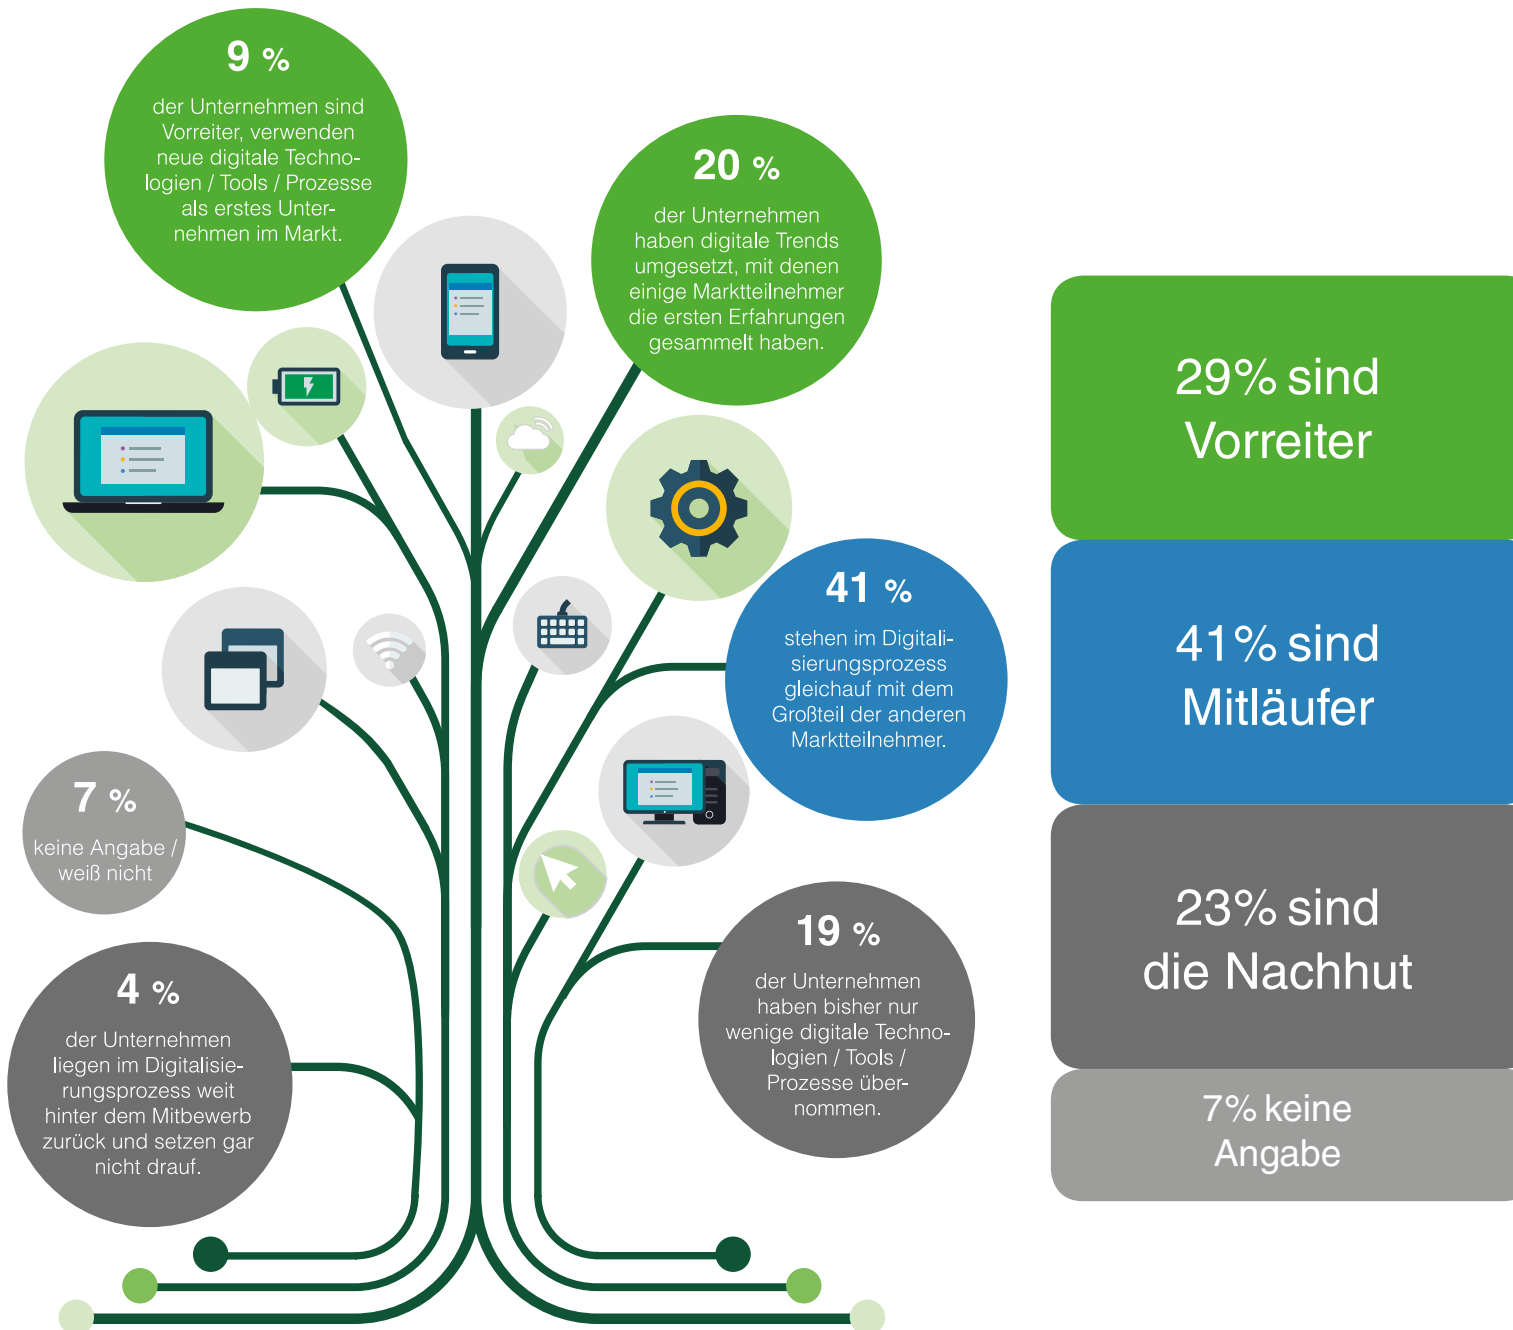 9 %
der Unternehmen sind
Vorreiter, verwenden
neue digitale Techno-
logien / Tools / Prozesse
als erstes Unter-
nehmen im Markt.
20 %
der Unternehmen
haben digitale Trends
umgesetzt, mit denen
einige Marktteilnehmer
die ersten Erfahrungen
gesammelt haben.
41 %
stehen im Digitali-
sierungsprozess
gleichauf mit dem
Großteil der anderen
Marktteilnehmer.
7 %
keine Angabe /
weiß nicht
19 %
der Unternehmen
haben bisher nur
wenige digitale Techno-
logien / Tools /
Prozesse über-
nommen.
4 %
der Unternehmen
liegen im Digitalisie-
rungsprozess weit
hinter dem Mitbewerb
zurück und setzen gar
nicht drauf.
29% sind
Vorreiter
41% sind
Mitläufer
23% sind
die Nachhut
7% keine
Angabe